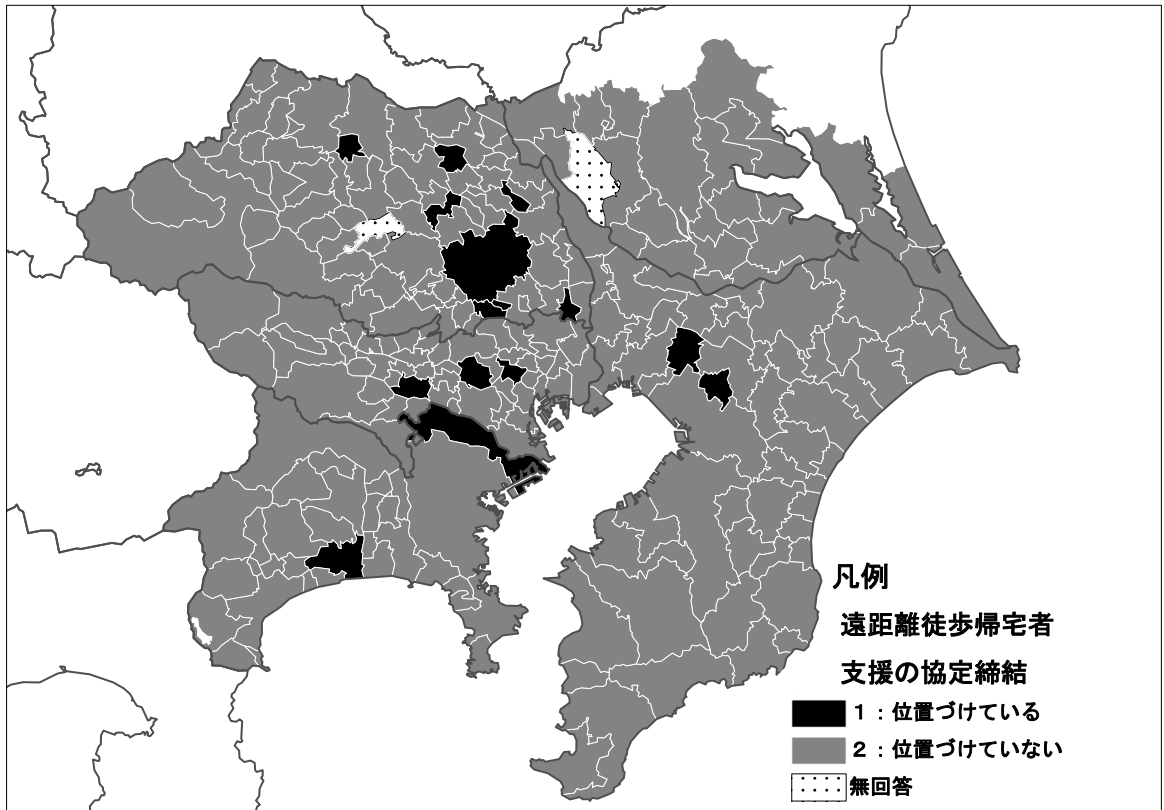 凡例
遠距離徒歩帰宅者
支援の協定締結
1：位置づけている
2：位置づけていない
無回答